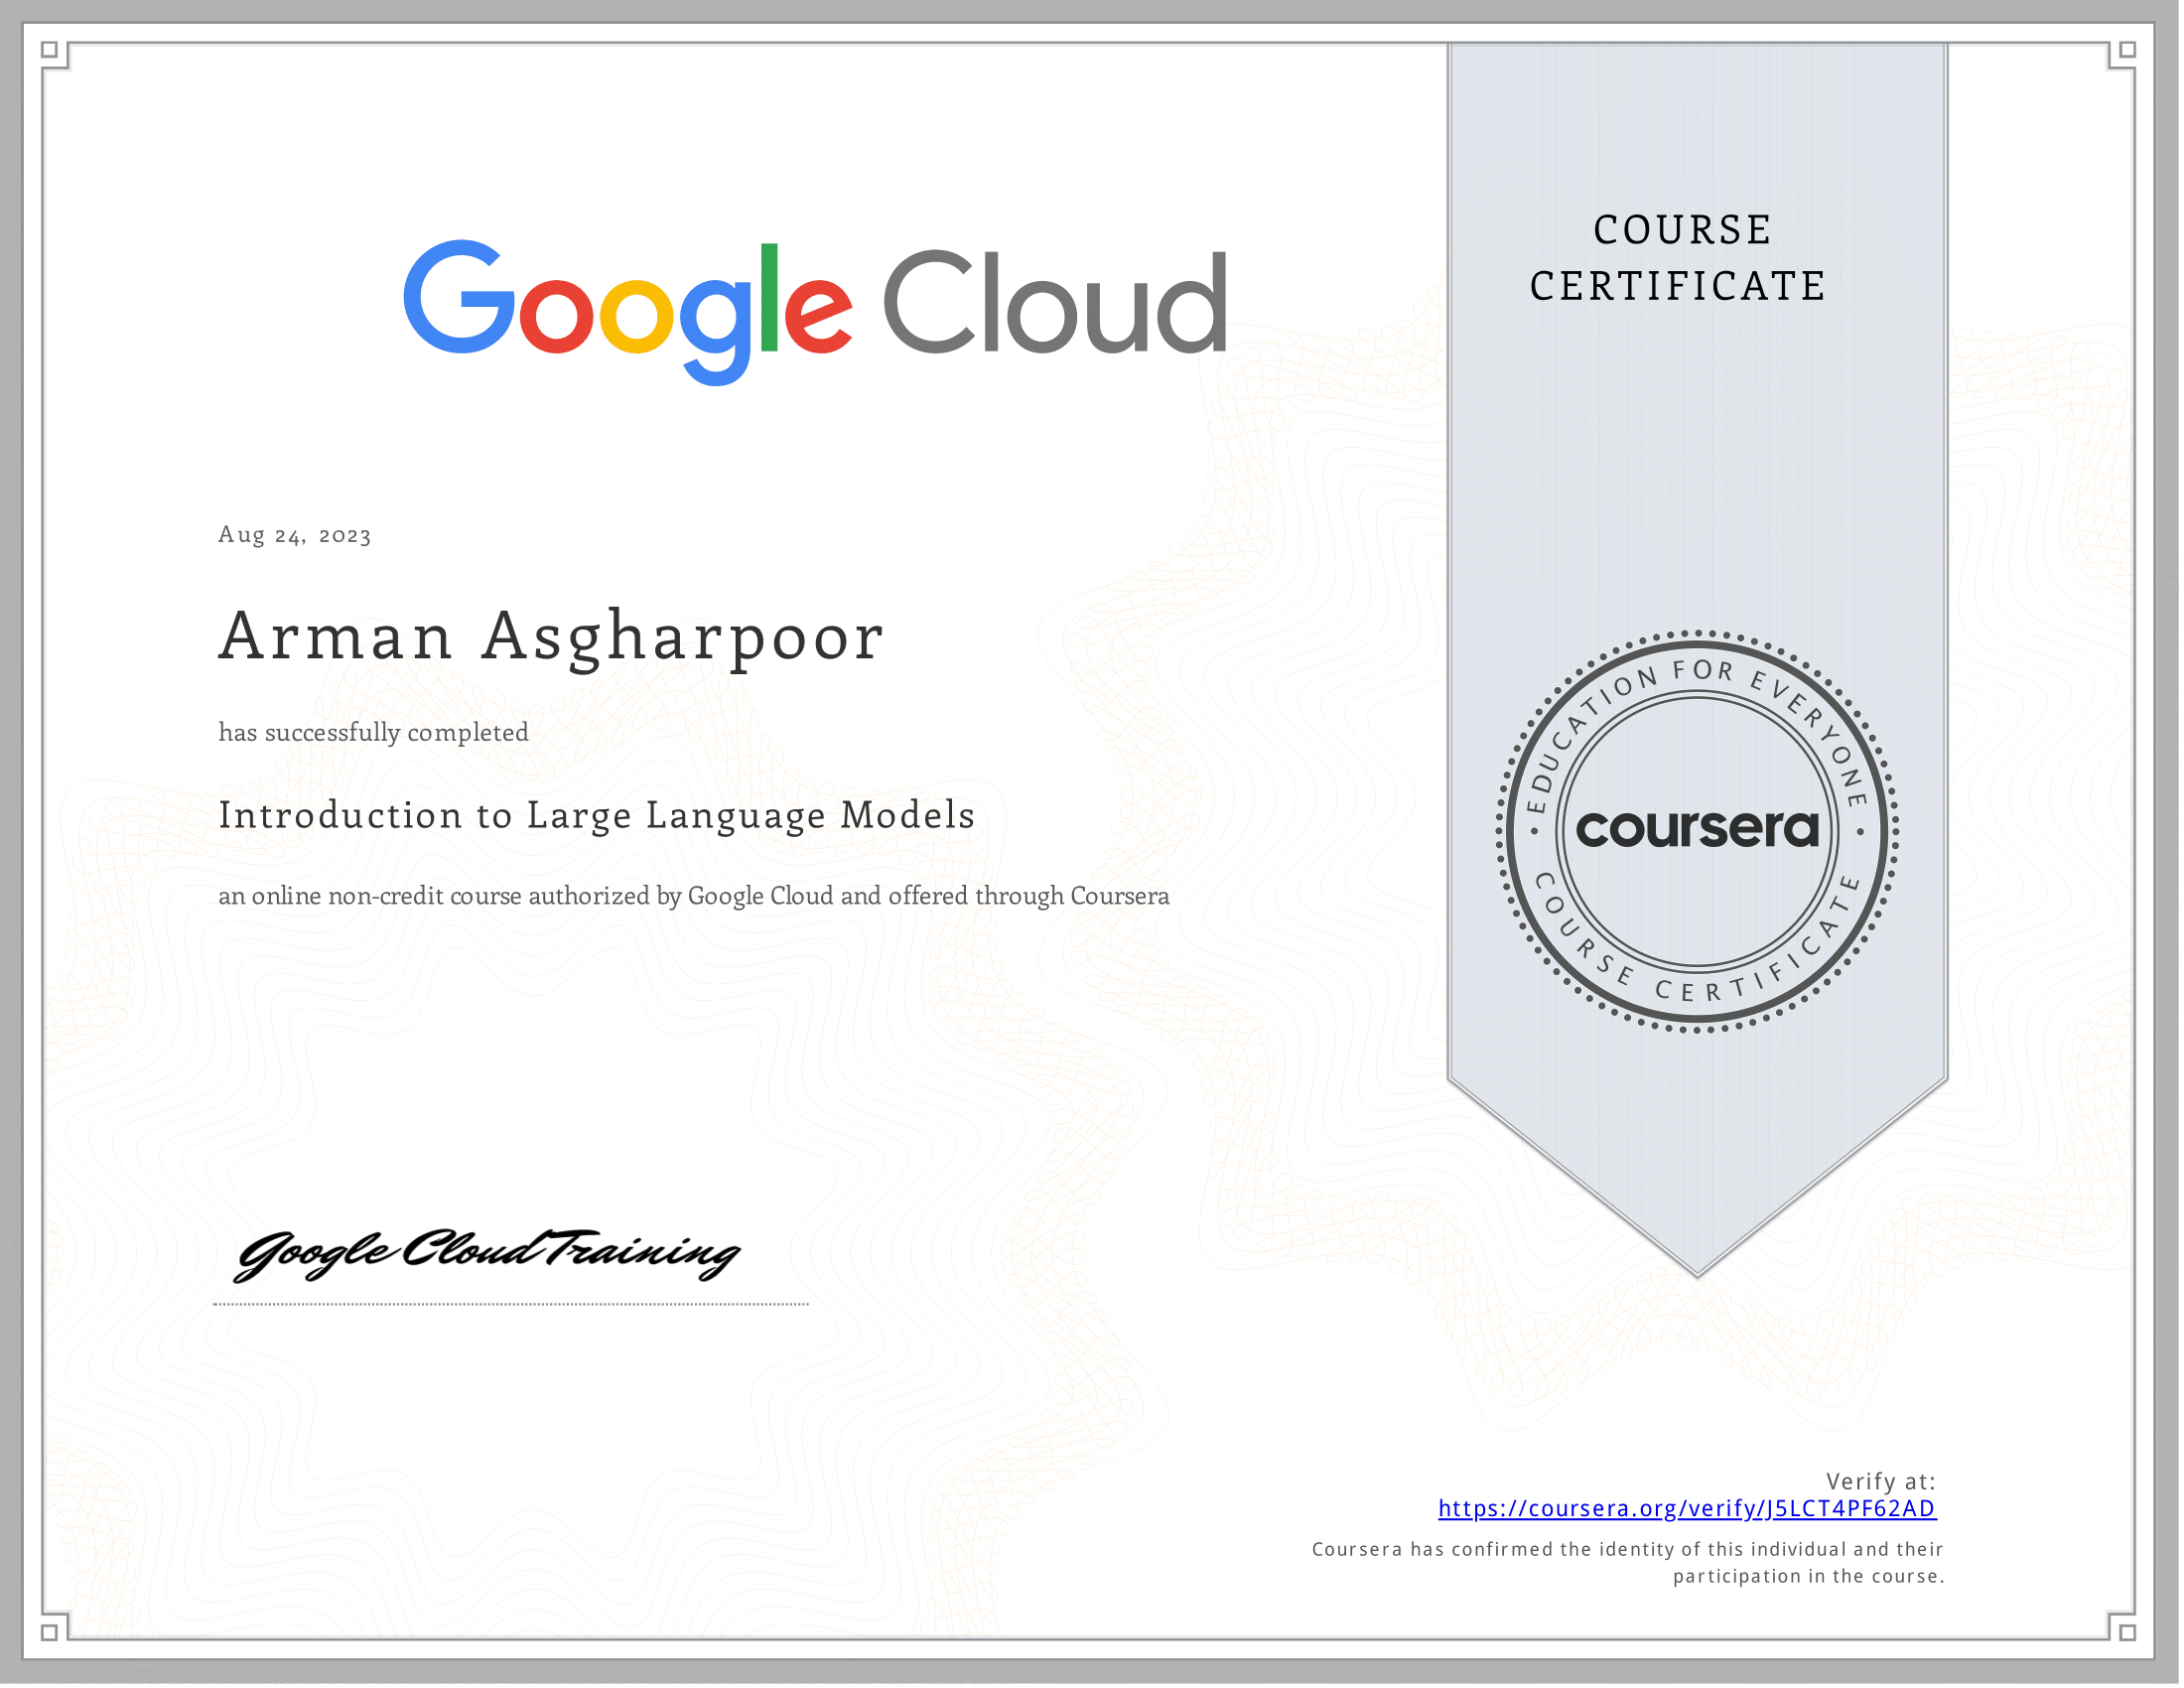 Google Cloud
COURSE
CERTIFICATE
Aug 24, 2023
Arman Asgharpoor
has successfully completed
Introduction to Large Language Models
an online non-credit course authorized by Google Cloud and offered through Coursera
EDUCATION FOR EVERYONE
coursera
COURSE CERTIFICATE
Google Cloud Training
Verify at:
https://coursera.org/verify/J5LCT4PF62AD
Coursera has confirmed the identity of this individual and their
participation in the course.